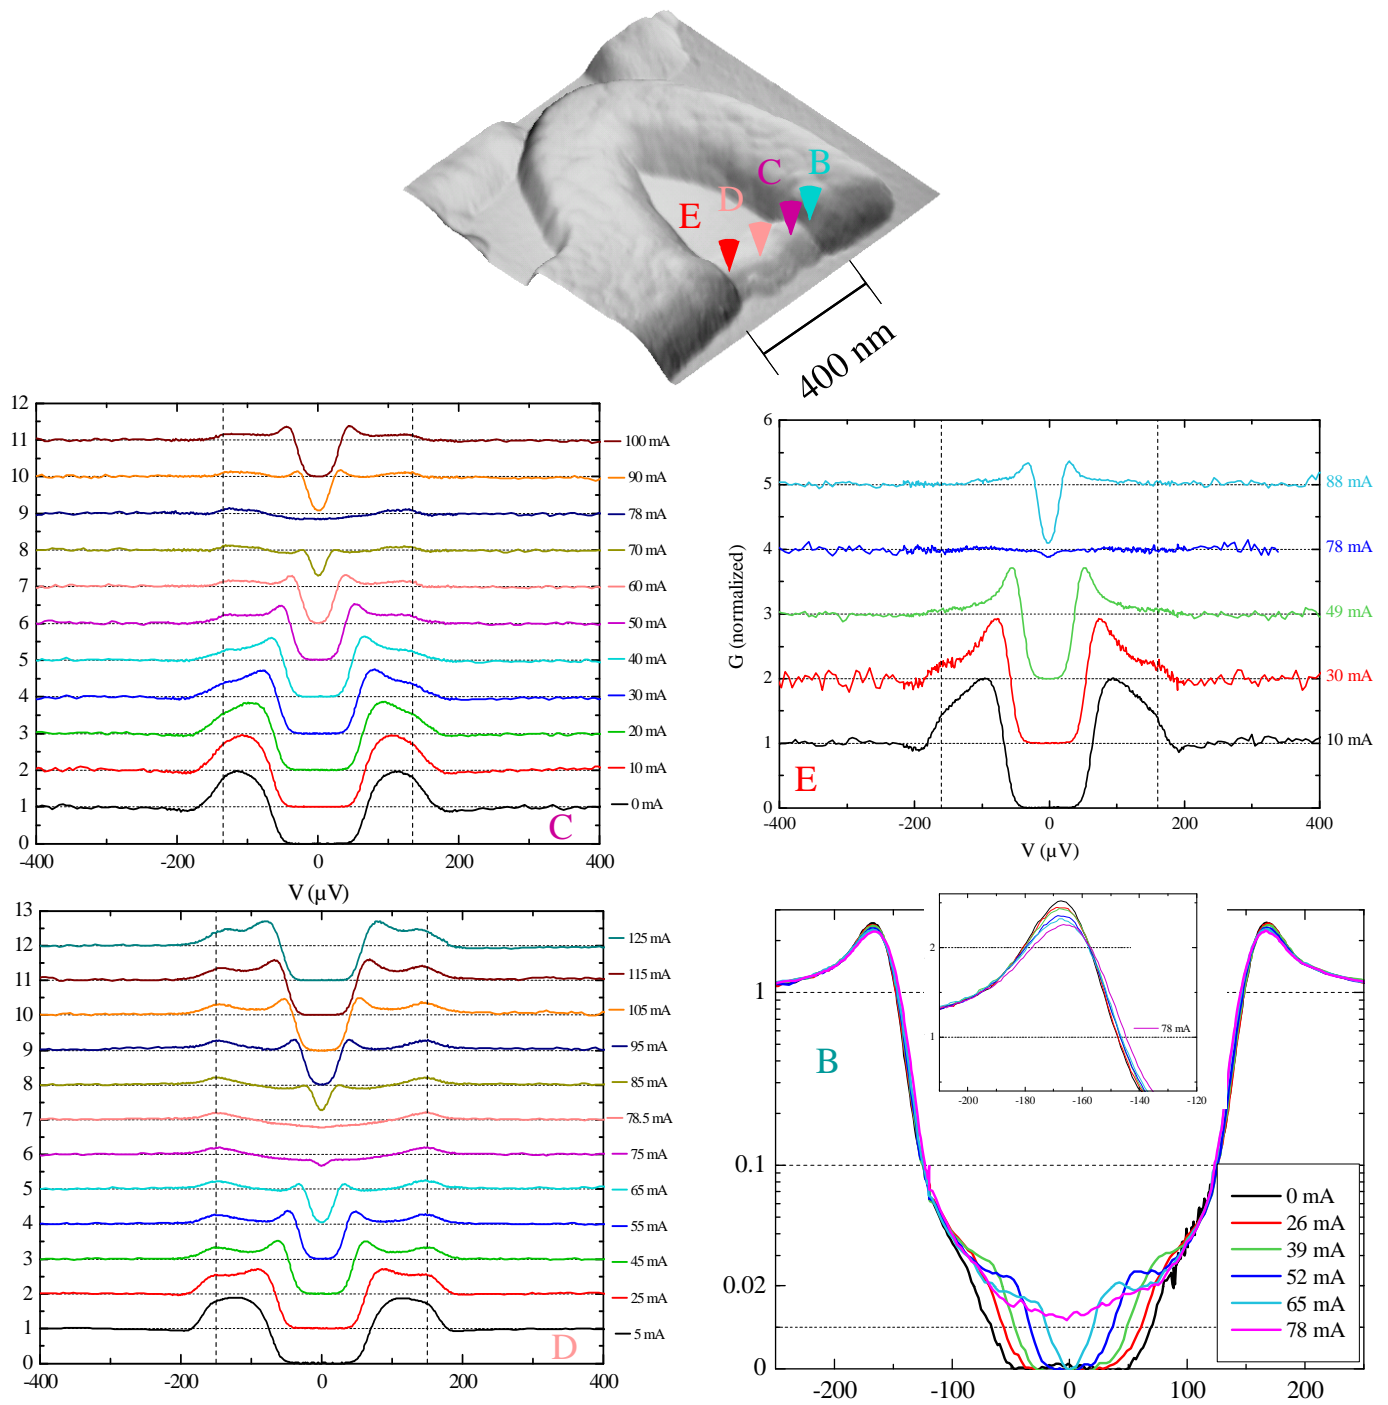 B
C
D
E
400 nm
12
11
10
9
8
7
6
5
4
3
2
1
0
100 mA
90 mA
78 mA
70 mA
60 mA
50 mA
40 mA
30 mA
20 mA
10 mA
0 mA
C
-400 -200 0 200 400
V (µV)
6
5
4
3
2
1
0
G (normalized)
88 mA
78 mA
49 mA
30 mA
10 mA
E
-400 -200 0 200 400
V (µV)
13
12
11
10
9
8
7
6
5
4
3
2
1
0
125 mA
115 mA
105 mA
95 mA
85 mA
78.5 mA
75 mA
65 mA
55 mA
45 mA
25 mA
5 mA
D
-400 -200 0 200 400
2
1
78 mA
-200 -180 -160 -140 -120
1
0.1
0.02
0
B
0 mA
26 mA
39 mA
52 mA
65 mA
78 mA
-200 -100 0 100 200